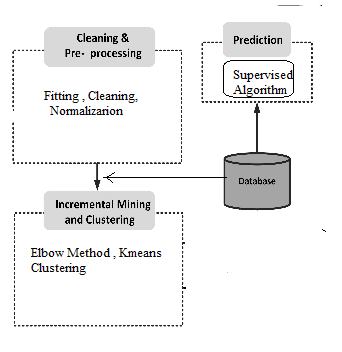 Cleaning &
Pre- processing
Fitting , Cleaning,
Normalizarion
Prediction
Supervised
Algorithm
Database
Incremental Mining
and Clustering
Elbow Method , Kmeans
Clustering